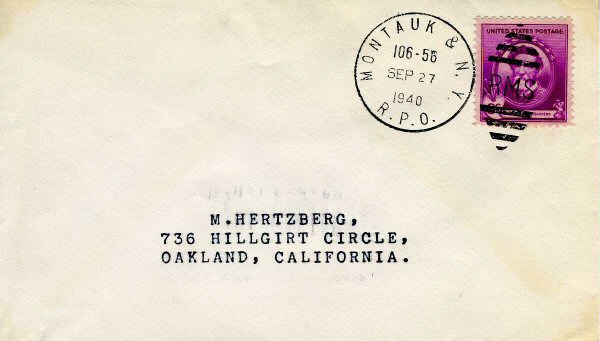 MONTAUK & N.Y.
106-56
SEP 27
1940
R.P.O.
UNITED STATES POSTAGE
RMS
M.HERTZBERG,
736 HILLGIRT CIRCLE,
OAKLAND, CALIFORNIA.